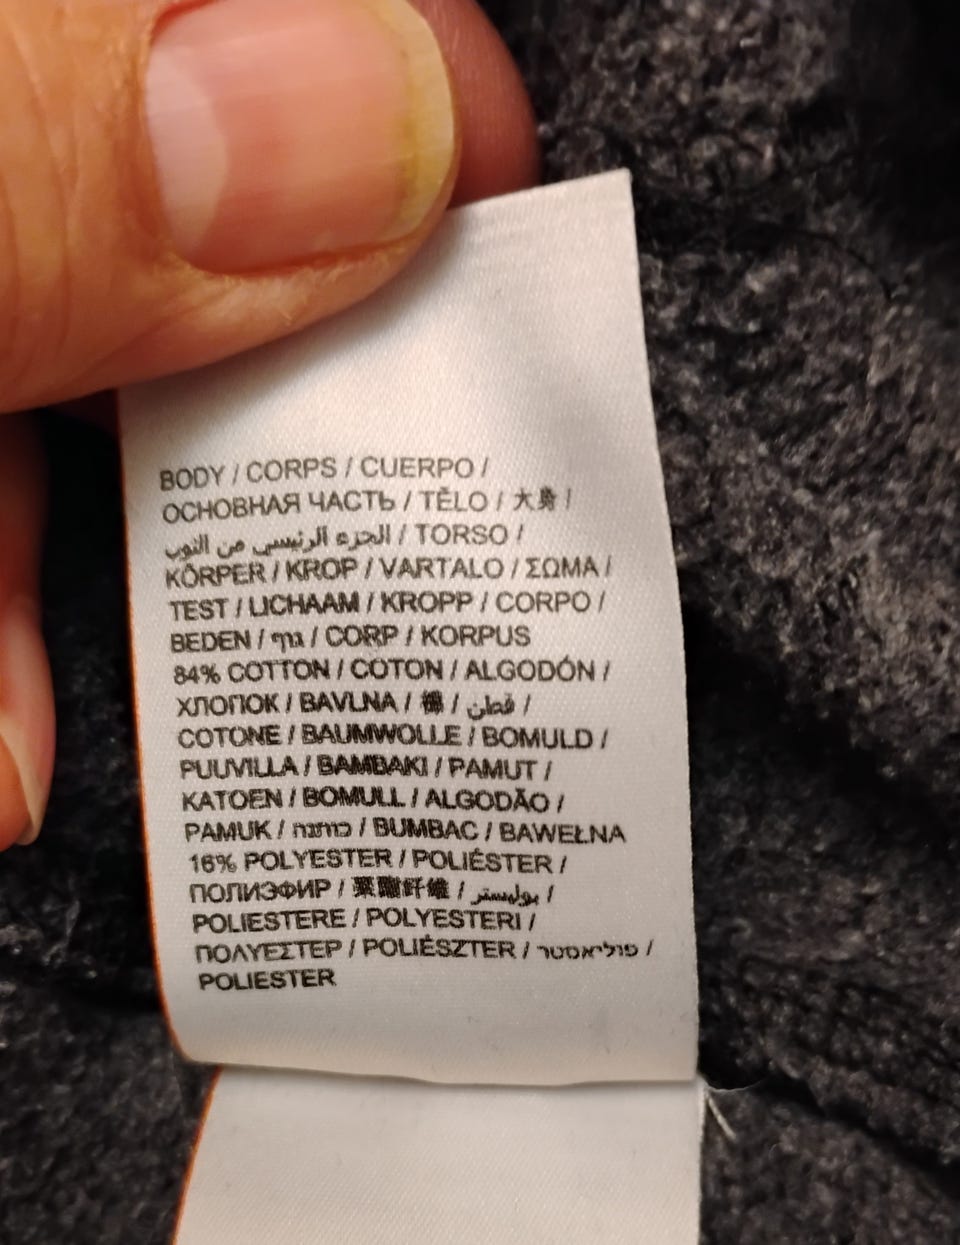 BODY / CORPS / CUERPO /
ОСНОВНАЯ ЧАСТЬ / TĚLO / 大身 /
الجزء الرئيسي من الثوب / TORSO /
KÖRPER / KROP / VARTALO / ΣΩΜΑ /
TEST / LICHAAM / KROPP / CORPO /
BEDEN / גוף / CORP / KORPUS
84% COTTON / COTON / ALGODÓN /
ХЛОПОК / BAVLNA / 棉 / قطن /
COTONE / BAUMWOLLE / BOMULD /
PUUVILLA / BAMBAKI / PAMUT /
KATOEN / BOMULL / ALGODÃO /
PAMUK / כותנה / BUMBAC / BAWEŁNA
16% POLYESTER / POLIÉSTER /
ПОЛИЭФИР / 聚酯纤维 / بوليستر /
POLIESTERE / POLYESTERI /
ΠΟΛΥΕΣΤΕΡ / POLIÉSZTER / פוליאסטר /
POLIESTER